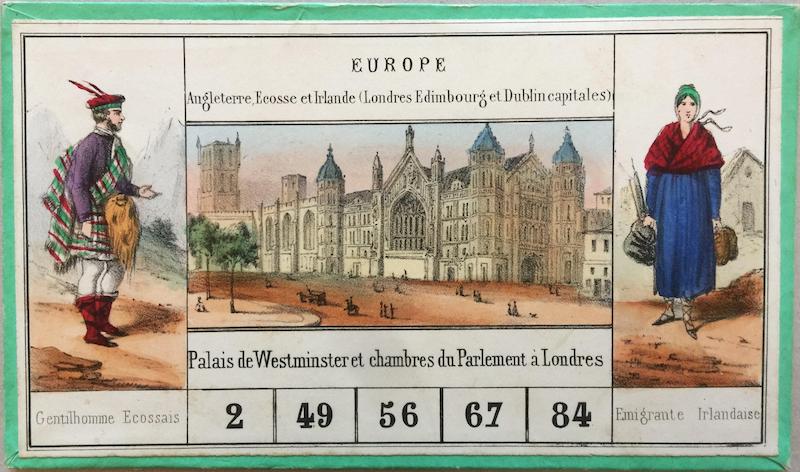 EUROPE
Angleterre, Ecosse et Irlande (Londres Edimbourg et Dublin capitales)
Palais de Westminster et chambres du Parlement à Londres
Gentilhomme Ecossais
2 49 56 67 84
Emigrante Irlandaise